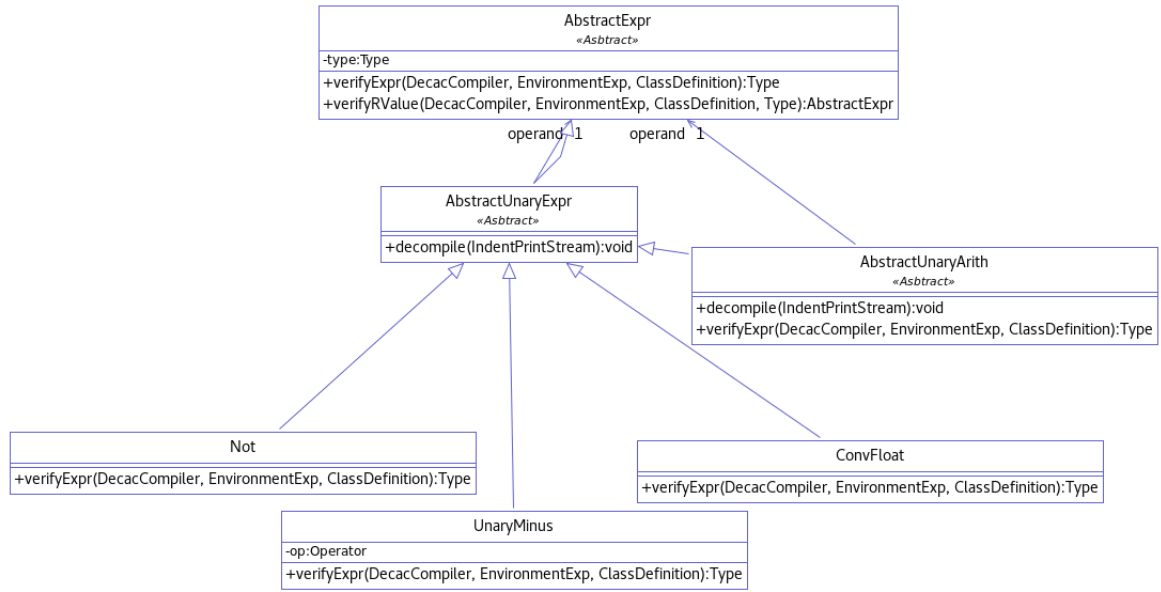 AbstractExpr
«Asbtract»
-type:Type
+verifyExpr(DecacCompiler, EnvironmentExp, ClassDefinition):Type
+verifyRValue(DecacCompiler, EnvironmentExp, ClassDefinition, Type):AbstractExpr
operand 1
operand 1
AbstractUnaryExpr
«Asbtract»
+decompile(IndentPrintStream):void
AbstractUnaryArith
«Asbtract»
+decompile(IndentPrintStream):void
+verifyExpr(DecacCompiler, EnvironmentExp, ClassDefinition):Type
Not
+verifyExpr(DecacCompiler, EnvironmentExp, ClassDefinition):Type
ConvFloat
+verifyExpr(DecacCompiler, EnvironmentExp, ClassDefinition):Type
UnaryMinus
-op:Operator
+verifyExpr(DecacCompiler, EnvironmentExp, ClassDefinition):Type